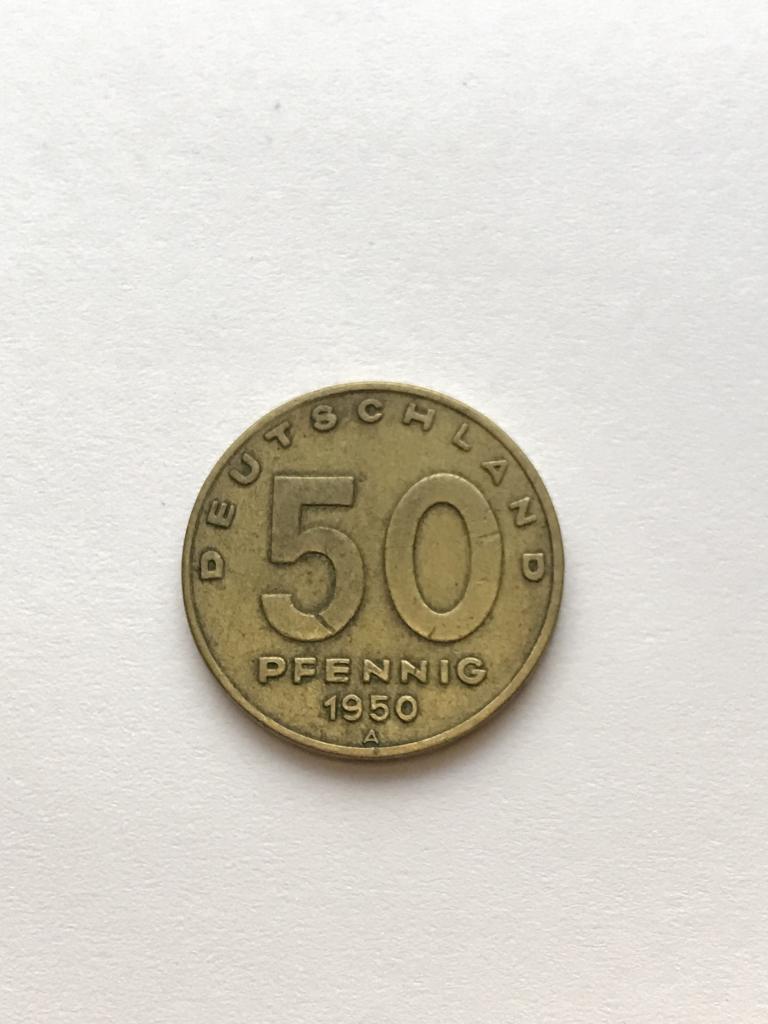 DEUTSCHLAND
50
PFENNIG
1950
A